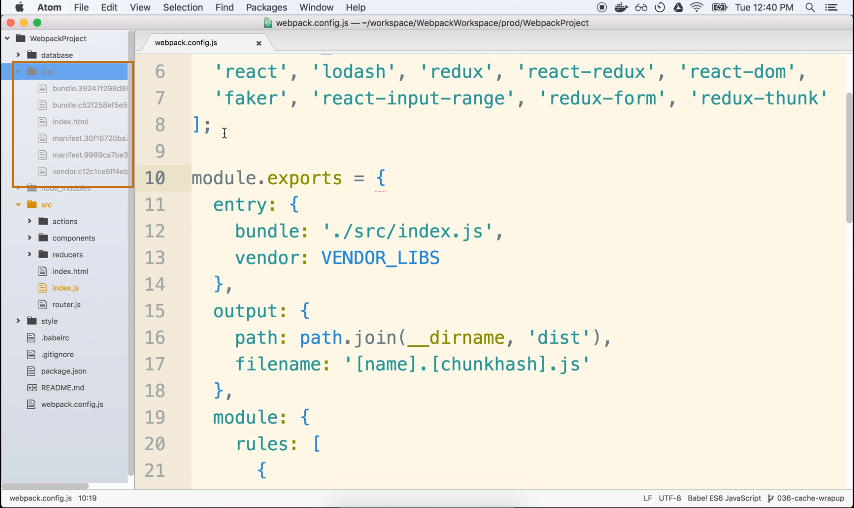 Atom File Edit View Selection Find Packages Window Help Tue 12:40 PM
webpack.config.js — ~/workspace/WebpackWorkspace/prod/WebpackProject
WebpackProject
database
dist
bundle.39247f298d8
bundle.c52f258ef5e5
index.html
manifest.30f16720ba7
manifest.9989ca7be3
vendor.c12c1ce6ff4eb
node_modules
src
actions
components
reducers
index.html
index.js
router.js
style
.babelrc
.gitignore
package.json
README.md
webpack.config.js
webpack.config.js
6 'react', 'lodash', 'redux', 'react-redux', 'react-dom',
7 'faker', 'react-input-range', 'redux-form', 'redux-thunk'
8 ];
9
10 module.exports = {
11 entry: {
12 bundle: './src/index.js',
13 vendor: VENDOR_LIBS
14 },
15 output: {
16 path: path.join(__dirname, 'dist'),
17 filename: '[name].[chunkhash].js'
18 },
19 module: {
20 rules: [
21 {
webpack.config.js 10:19 LF UTF-8 Babel ES6 JavaScript 036-cache-wrapup